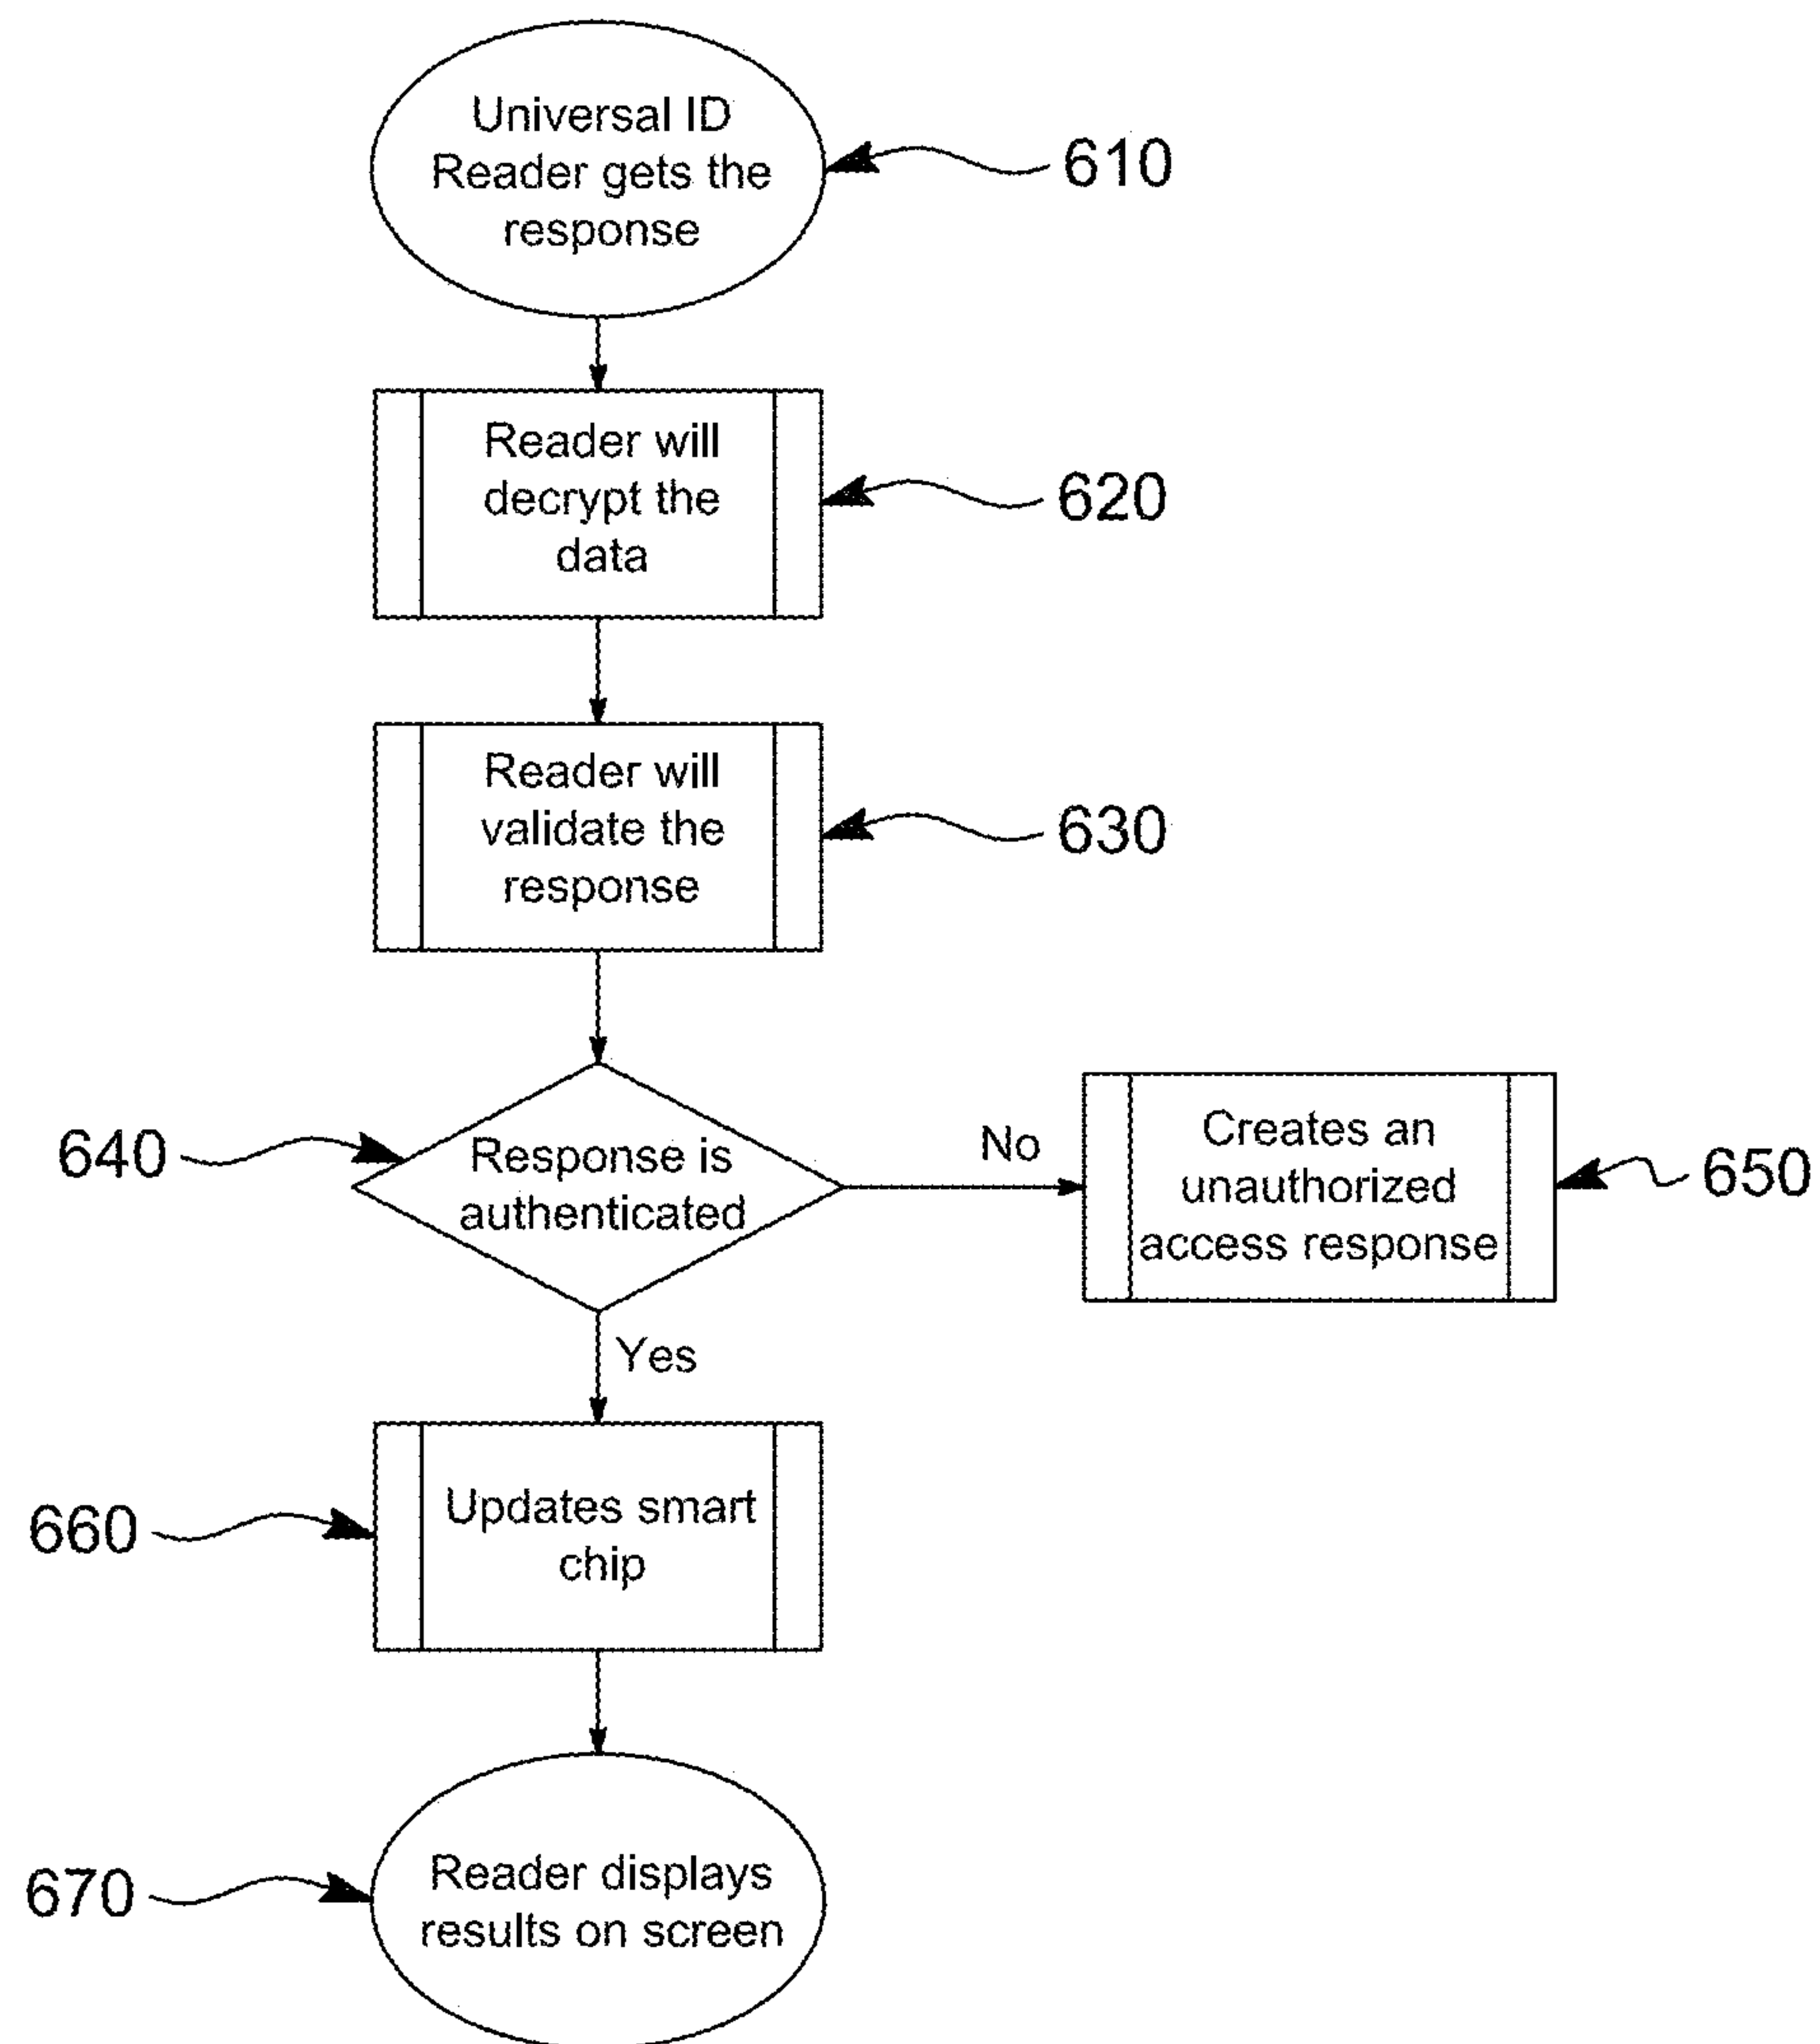 Universal ID
Reader gets the
response
610
Reader will
decrypt the
data
620
Reader will
validate the
response
630
640
Response is
authenticated
No
Creates an
unauthorized
access response
650
Yes
660
Updates smart
chip
670
Reader displays
results on screen